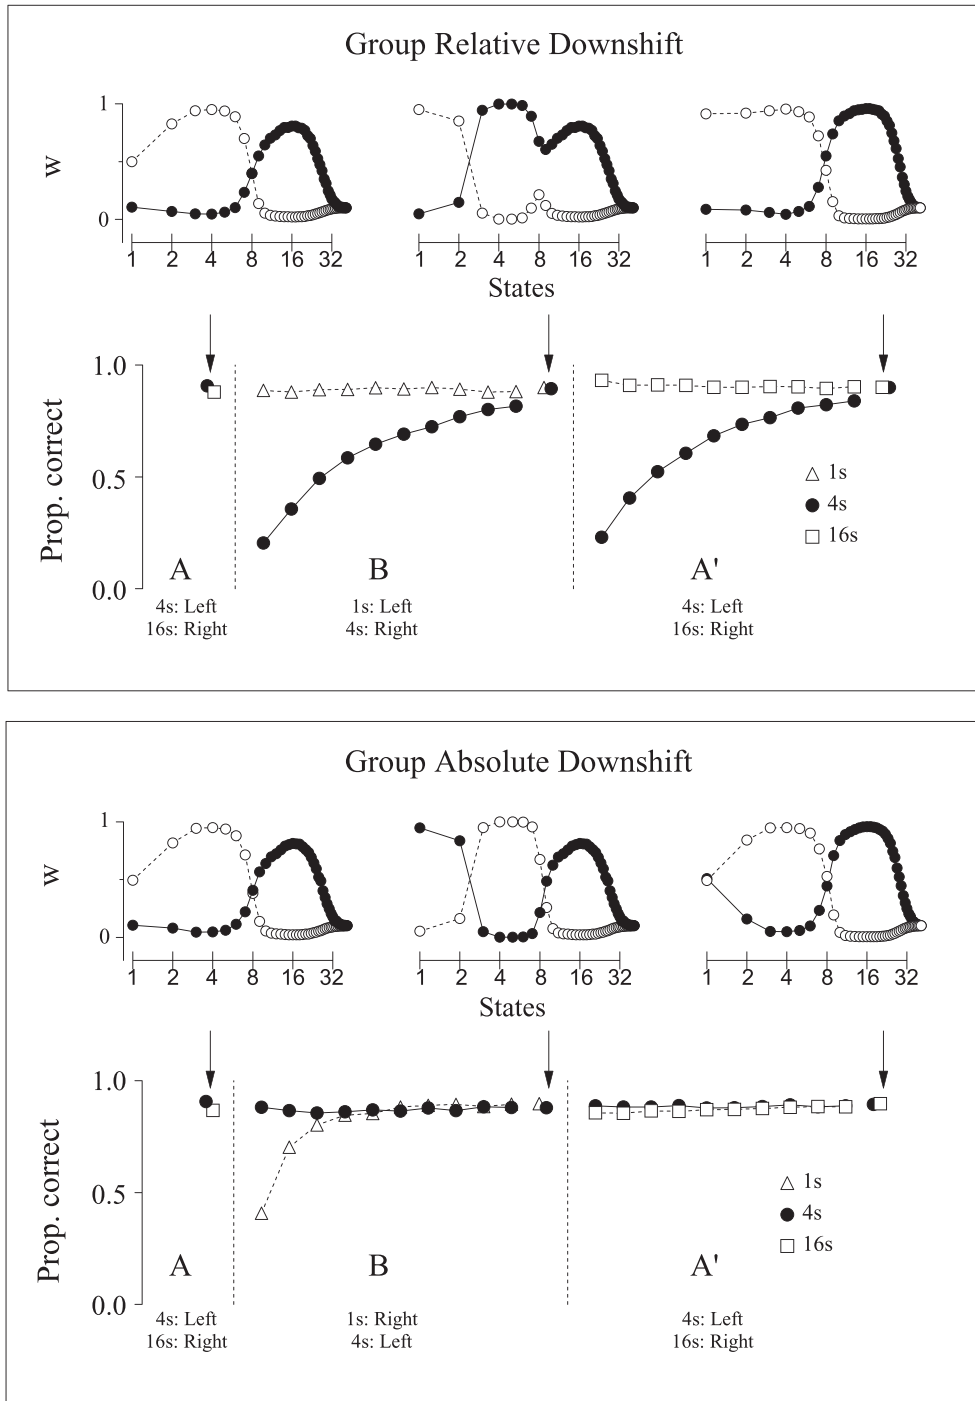 Group Relative Downshift
1
0
w
1 2 4 8 16 32
1 2 4 8 16 32
1 2 4 8 16 32
States
1.0
0.5
0.0
Prop. correct
1s
4s
16s
A
B
A'
4s: Left
16s: Right
1s: Left
4s: Right
4s: Left
16s: Right
Group Absolute Downshift
1
0
w
1 2 4 8 16 32
1 2 4 8 16 32
1 2 4 8 16 32
States
1.0
0.5
0.0
Prop. correct
1s
4s
16s
A
B
A'
4s: Left
16s: Right
1s: Right
4s: Left
4s: Left
16s: Right